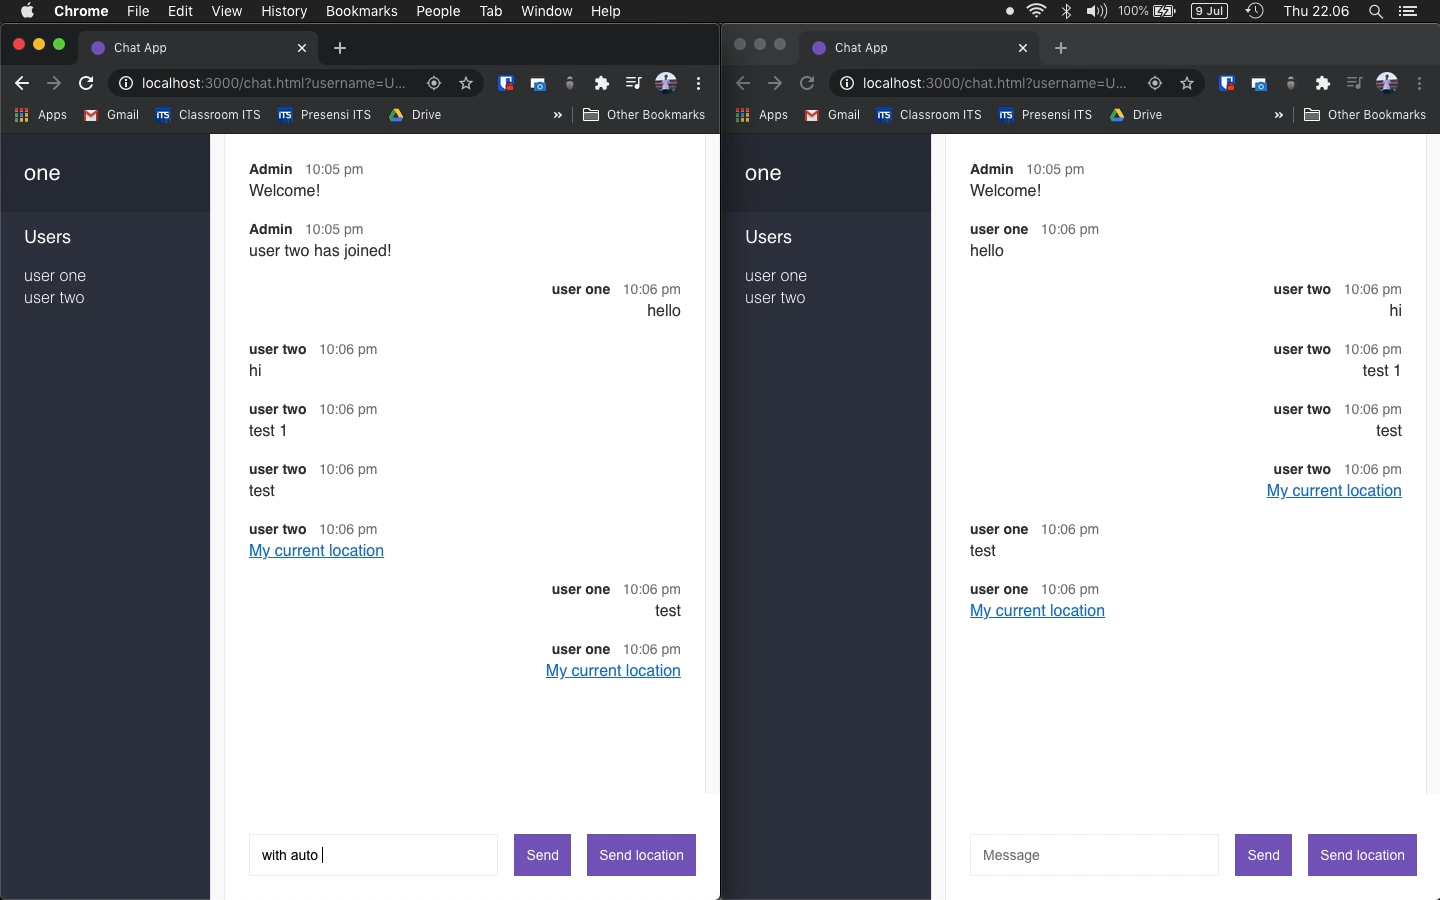 Chrome File Edit View History Bookmarks People Tab Window Help 100% 9 Jul Thu 22.06
Chat App
localhost:3000/chat.html?username=U...
Apps Gmail ITS Classroom ITS ITS Presensi ITS Drive » Other Bookmarks
one
Users
user one
user two
Admin 10:05 pm
Welcome!
Admin 10:05 pm
user two has joined!
user one 10:06 pm
hello
user two 10:06 pm
hi
user two 10:06 pm
test 1
user two 10:06 pm
test
user two 10:06 pm
My current location
user one 10:06 pm
test
user one 10:06 pm
My current location
with auto
Send
Send location
Chat App
localhost:3000/chat.html?username=U...
Apps Gmail ITS Classroom ITS ITS Presensi ITS Drive » Other Bookmarks
one
Users
user one
user two
Admin 10:05 pm
Welcome!
user one 10:06 pm
hello
user two 10:06 pm
hi
user two 10:06 pm
test 1
user two 10:06 pm
test
user two 10:06 pm
My current location
user one 10:06 pm
test
user one 10:06 pm
My current location
Message
Send
Send location